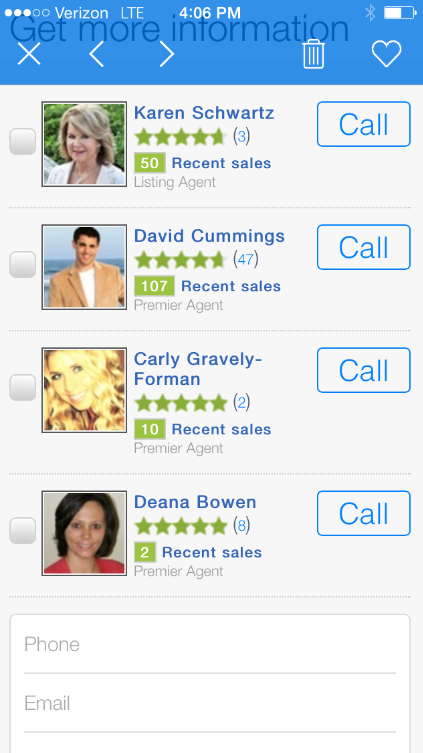 Verizon LTE 4:06 PM
Get more information
Karen Schwartz
(3)
50 Recent sales
Listing Agent
Call
David Cummings
(47)
107 Recent sales
Premier Agent
Call
Carly Gravely-
Forman
(2)
10 Recent sales
Premier Agent
Call
Deana Bowen
(8)
2 Recent sales
Premier Agent
Call
Phone
Email